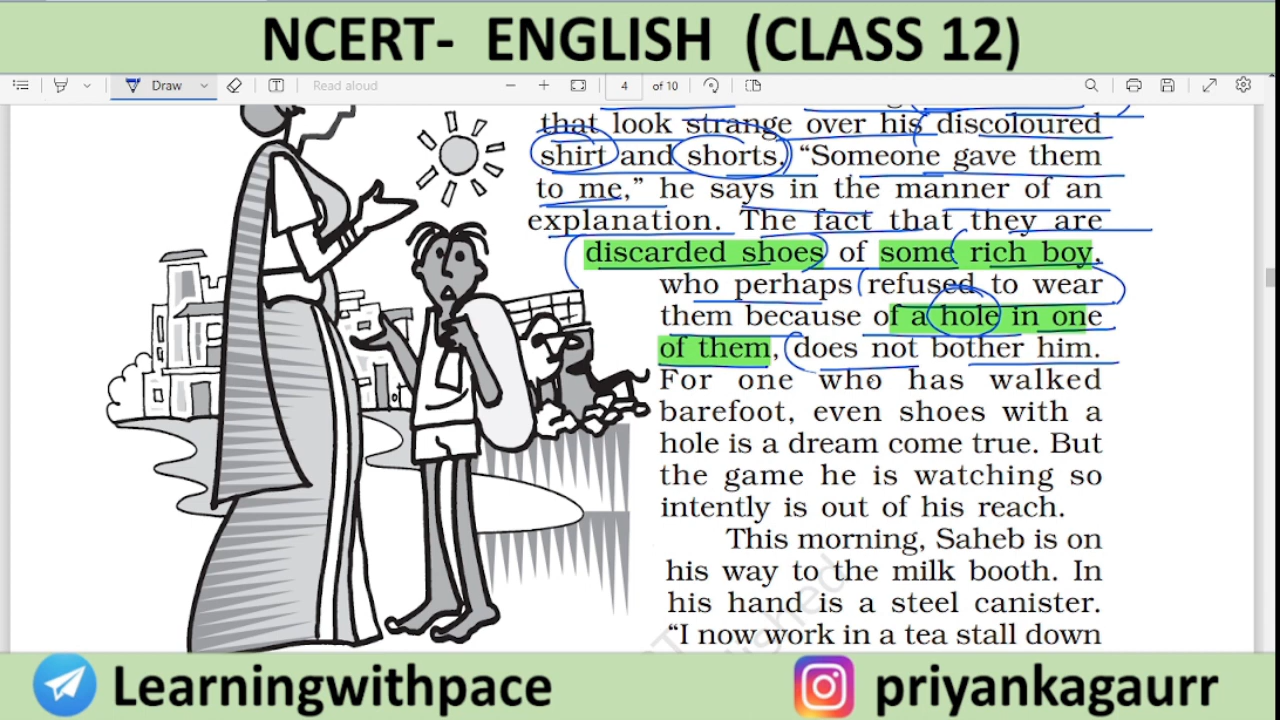 NCERT- ENGLISH (CLASS 12)
Draw
Read aloud
4 of 10
that look strange over his discoloured
shirt and shorts. “Someone gave them
to me,” he says in the manner of an
explanation. The fact that they are
discarded shoes of some rich boy,
who perhaps refused to wear
them because of a hole in one
of them, does not bother him.
For one who has walked
barefoot, even shoes with a
hole is a dream come true. But
the game he is watching so
intently is out of his reach.
This morning, Saheb is on
his way to the milk booth. In
his hand is a steel canister.
“I now work in a tea stall down
Learningwithpace
priyankagaurr